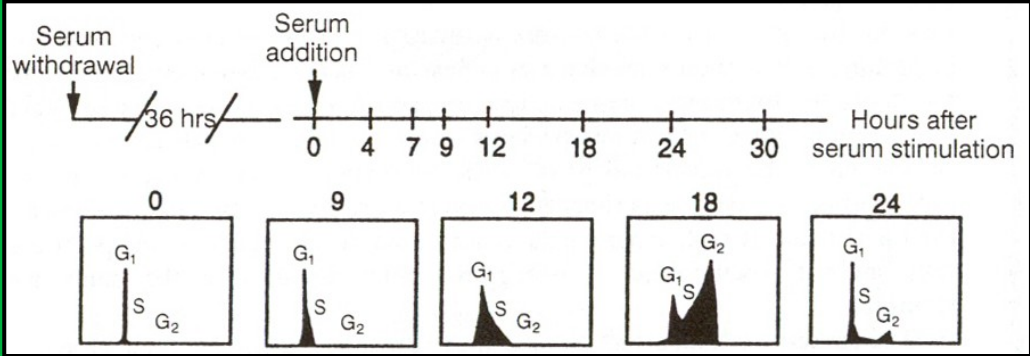 Serum
withdrawal
Serum
addition
36 hrs
0 4 7 9 12 18 24 30
Hours after
serum stimulation
0
G₁
S
G₂
9
G₁
S
G₂
12
G₁
S
G₂
18
G₁
S
G₂
24
G₁
S
G₂